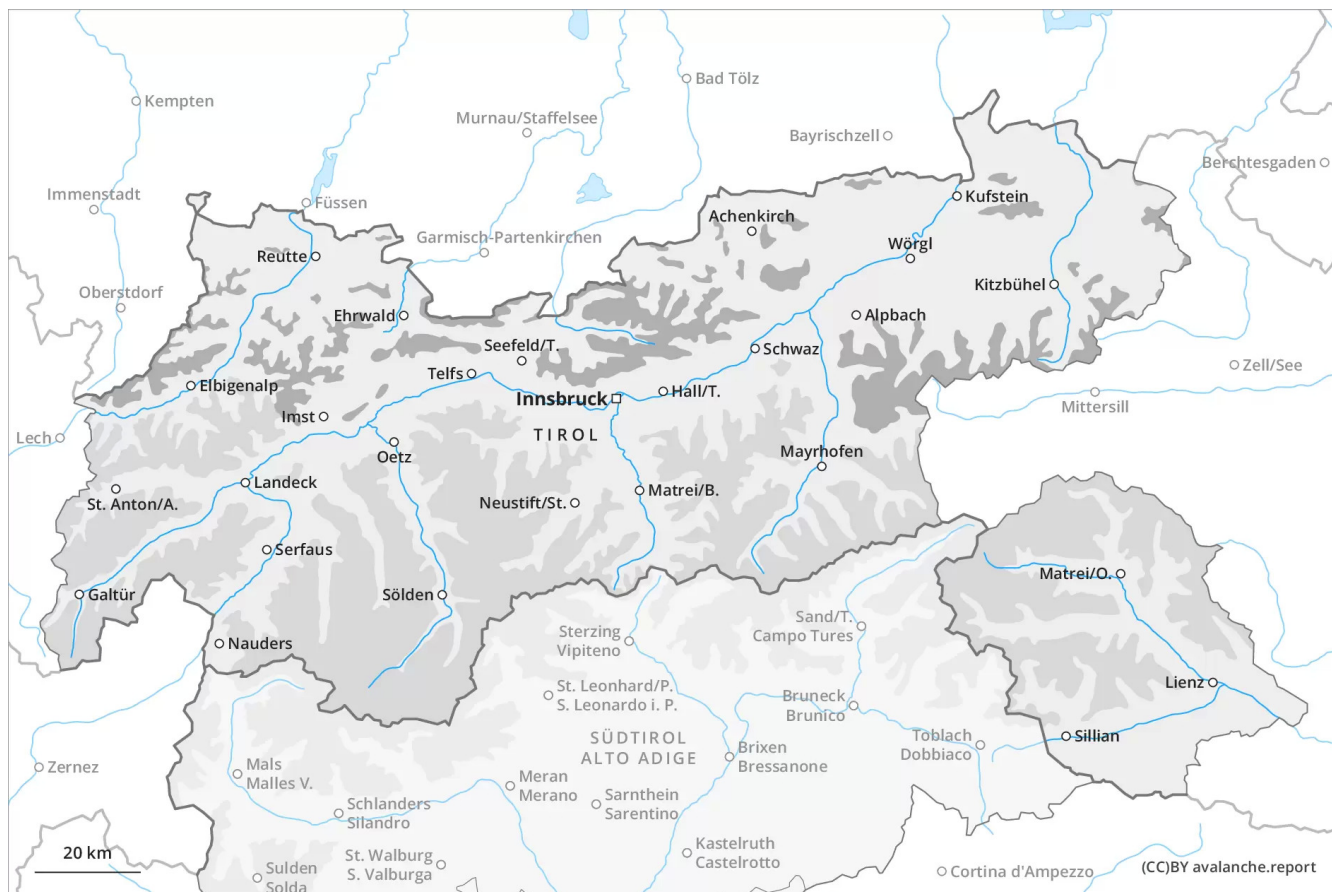 Kempten
Bad Tölz
Murnau/Staffelsee
Bayrischzell
Berchtesgaden
Immenstadt
Füssen
Kufstein
Achenkirch
Garmisch-Partenkirchen
Wörgl
Reutte
Oberstdorf
Kitzbühel
Ehrwald
Alpbach
Seefeld/T.
Schwaz
Zell/See
Telfs
Elbigenalp
Innsbruck
Hall/T.
Mittersill
Imst
Lech
TIROL
Oetz
Mayrhofen
Landeck
St. Anton/A.
Neustift/St.
Matrei/B.
Serfaus
Matrei/O.
Galtür
Sölden
Sand/T.
Campo Tures
Sterzing
Vipiteno
Nauders
Lienz
St. Leonhard/P.
S. Leonardo i. P.
Bruneck
Brunico
SÜDTIROL
ALTO ADIGE
Toblach
Dobbiaco
Sillian
Brixen
Bressanone
Zernez
Mals
Malles V.
Meran
Merano
Sarnthein
Sarentino
Schlanders
Silandro
Kastelruth
Castelrotto
20 km
St. Walburg
S. Valburga
Sulden
Solda
Cortina d'Ampezzo
(CC)BY avalanche.report